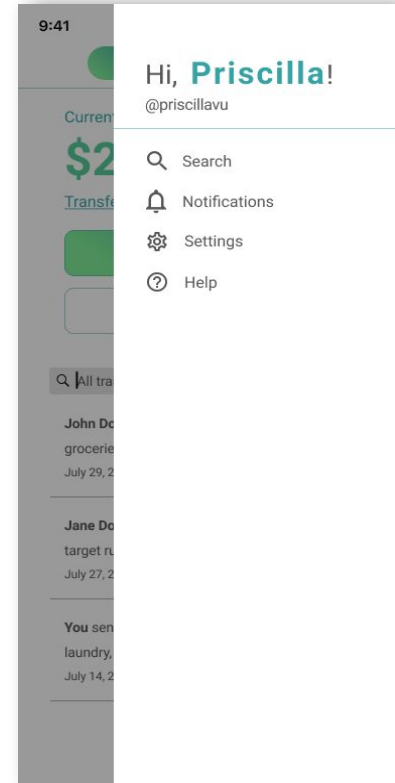 9:41
Hi, Priscilla!
@priscillavu
Search
Notifications
Settings
Help
Current
$2
Transfe
All tra
John Do
grocerie
July 29, 2
Jane Do
target ru
July 27, 2
You sen
laundry,
July 14, 2